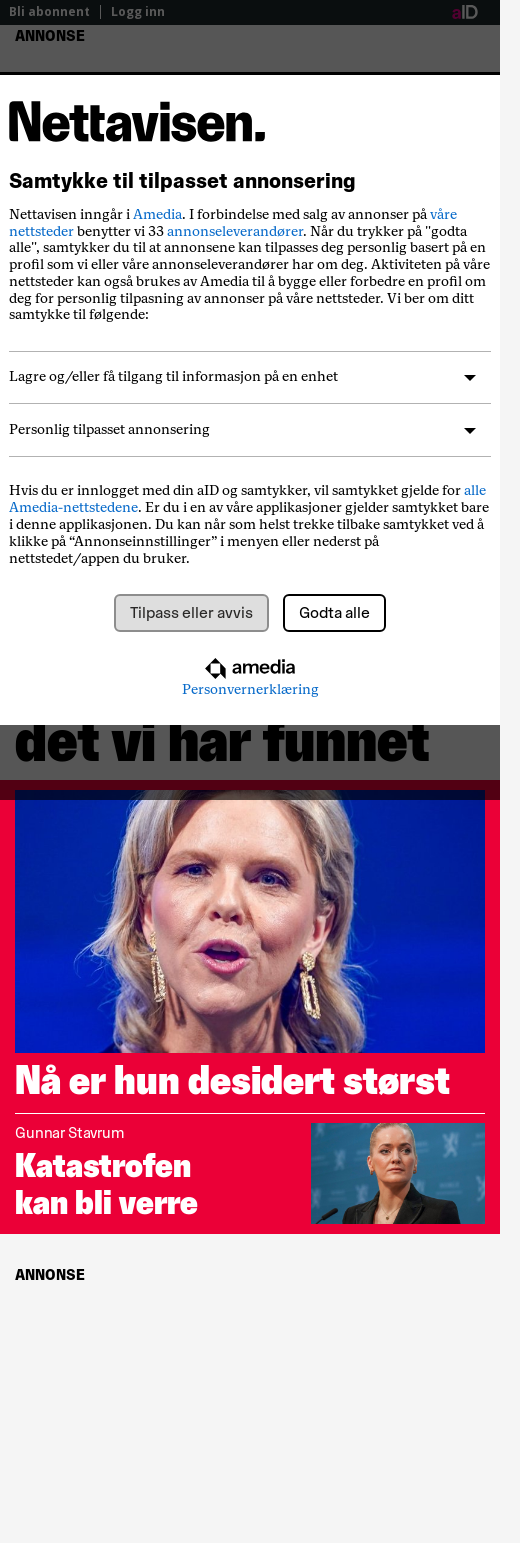 Bli abonnent
Logg inn
aID
ANNONSE
Nettavisen.
Samtykke til tilpasset annonsering
Nettavisen inngår i Amedia. I forbindelse med salg av annonser på våre
nettsteder benytter vi 33 annonseleverandører. Når du trykker på "godta
alle", samtykker du til at annonsene kan tilpasses deg personlig basert på en
profil som vi eller våre annonseleverandører har om deg. Aktiviteten på våre
nettsteder kan også brukes av Amedia til å bygge eller forbedre en profil om
deg for personlig tilpasning av annonser på våre nettsteder. Vi ber om ditt
samtykke til følgende:
Lagre og/eller få tilgang til informasjon på en enhet
Personlig tilpasset annonsering
Hvis du er innlogget med din aID og samtykker, vil samtykket gjelde for alle
Amedia-nettstedene. Er du i en av våre applikasjoner gjelder samtykket bare
i denne applikasjonen. Du kan når som helst trekke tilbake samtykket ved å
klikke på “Annonseinnstillinger” i menyen eller nederst på
nettstedet/appen du bruker.
Tilpass eller avvis
Godta alle
amedia
Personvernerklæring
det vi har funnet
Nå er hun desidert størst
Gunnar Stavrum
Katastrofen
kan bli verre
ANNONSE